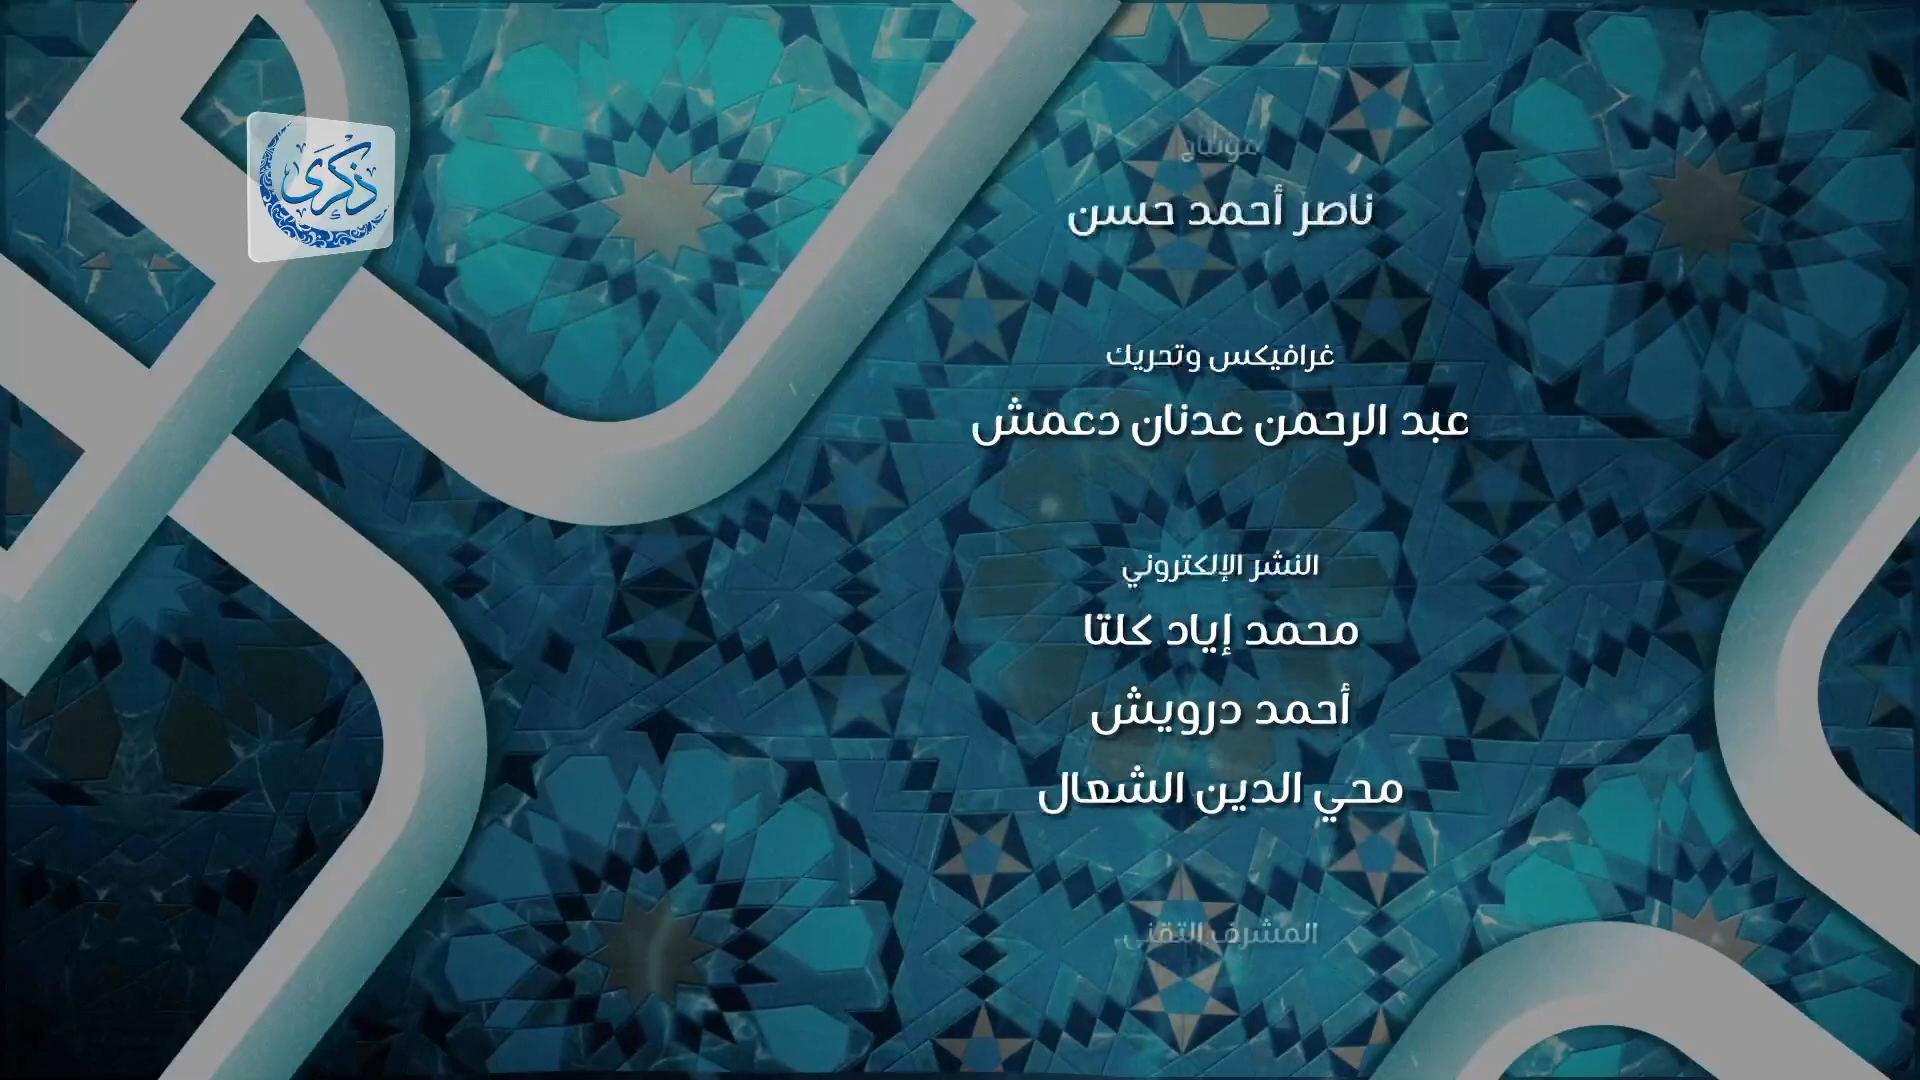 ذكرى
مونتاج
ناصر أحمد حسن
غرافيكس وتحريك
عبد الرحمن عدنان دعمش
النشر الإلكتروني
محمد إياد كلتا
أحمد درويش
محي الدين الشعال
المشرف التقني